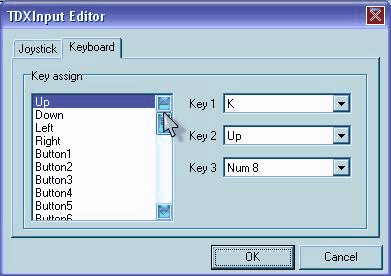 TDXInput Editor
Joystick Keyboard
Key assign
Up
Down
Left
Right
Button1
Button2
Button3
Button4
Button5
Button6
Key 1 K
Key 2 Up
Key 3 Num 8
OK Cancel